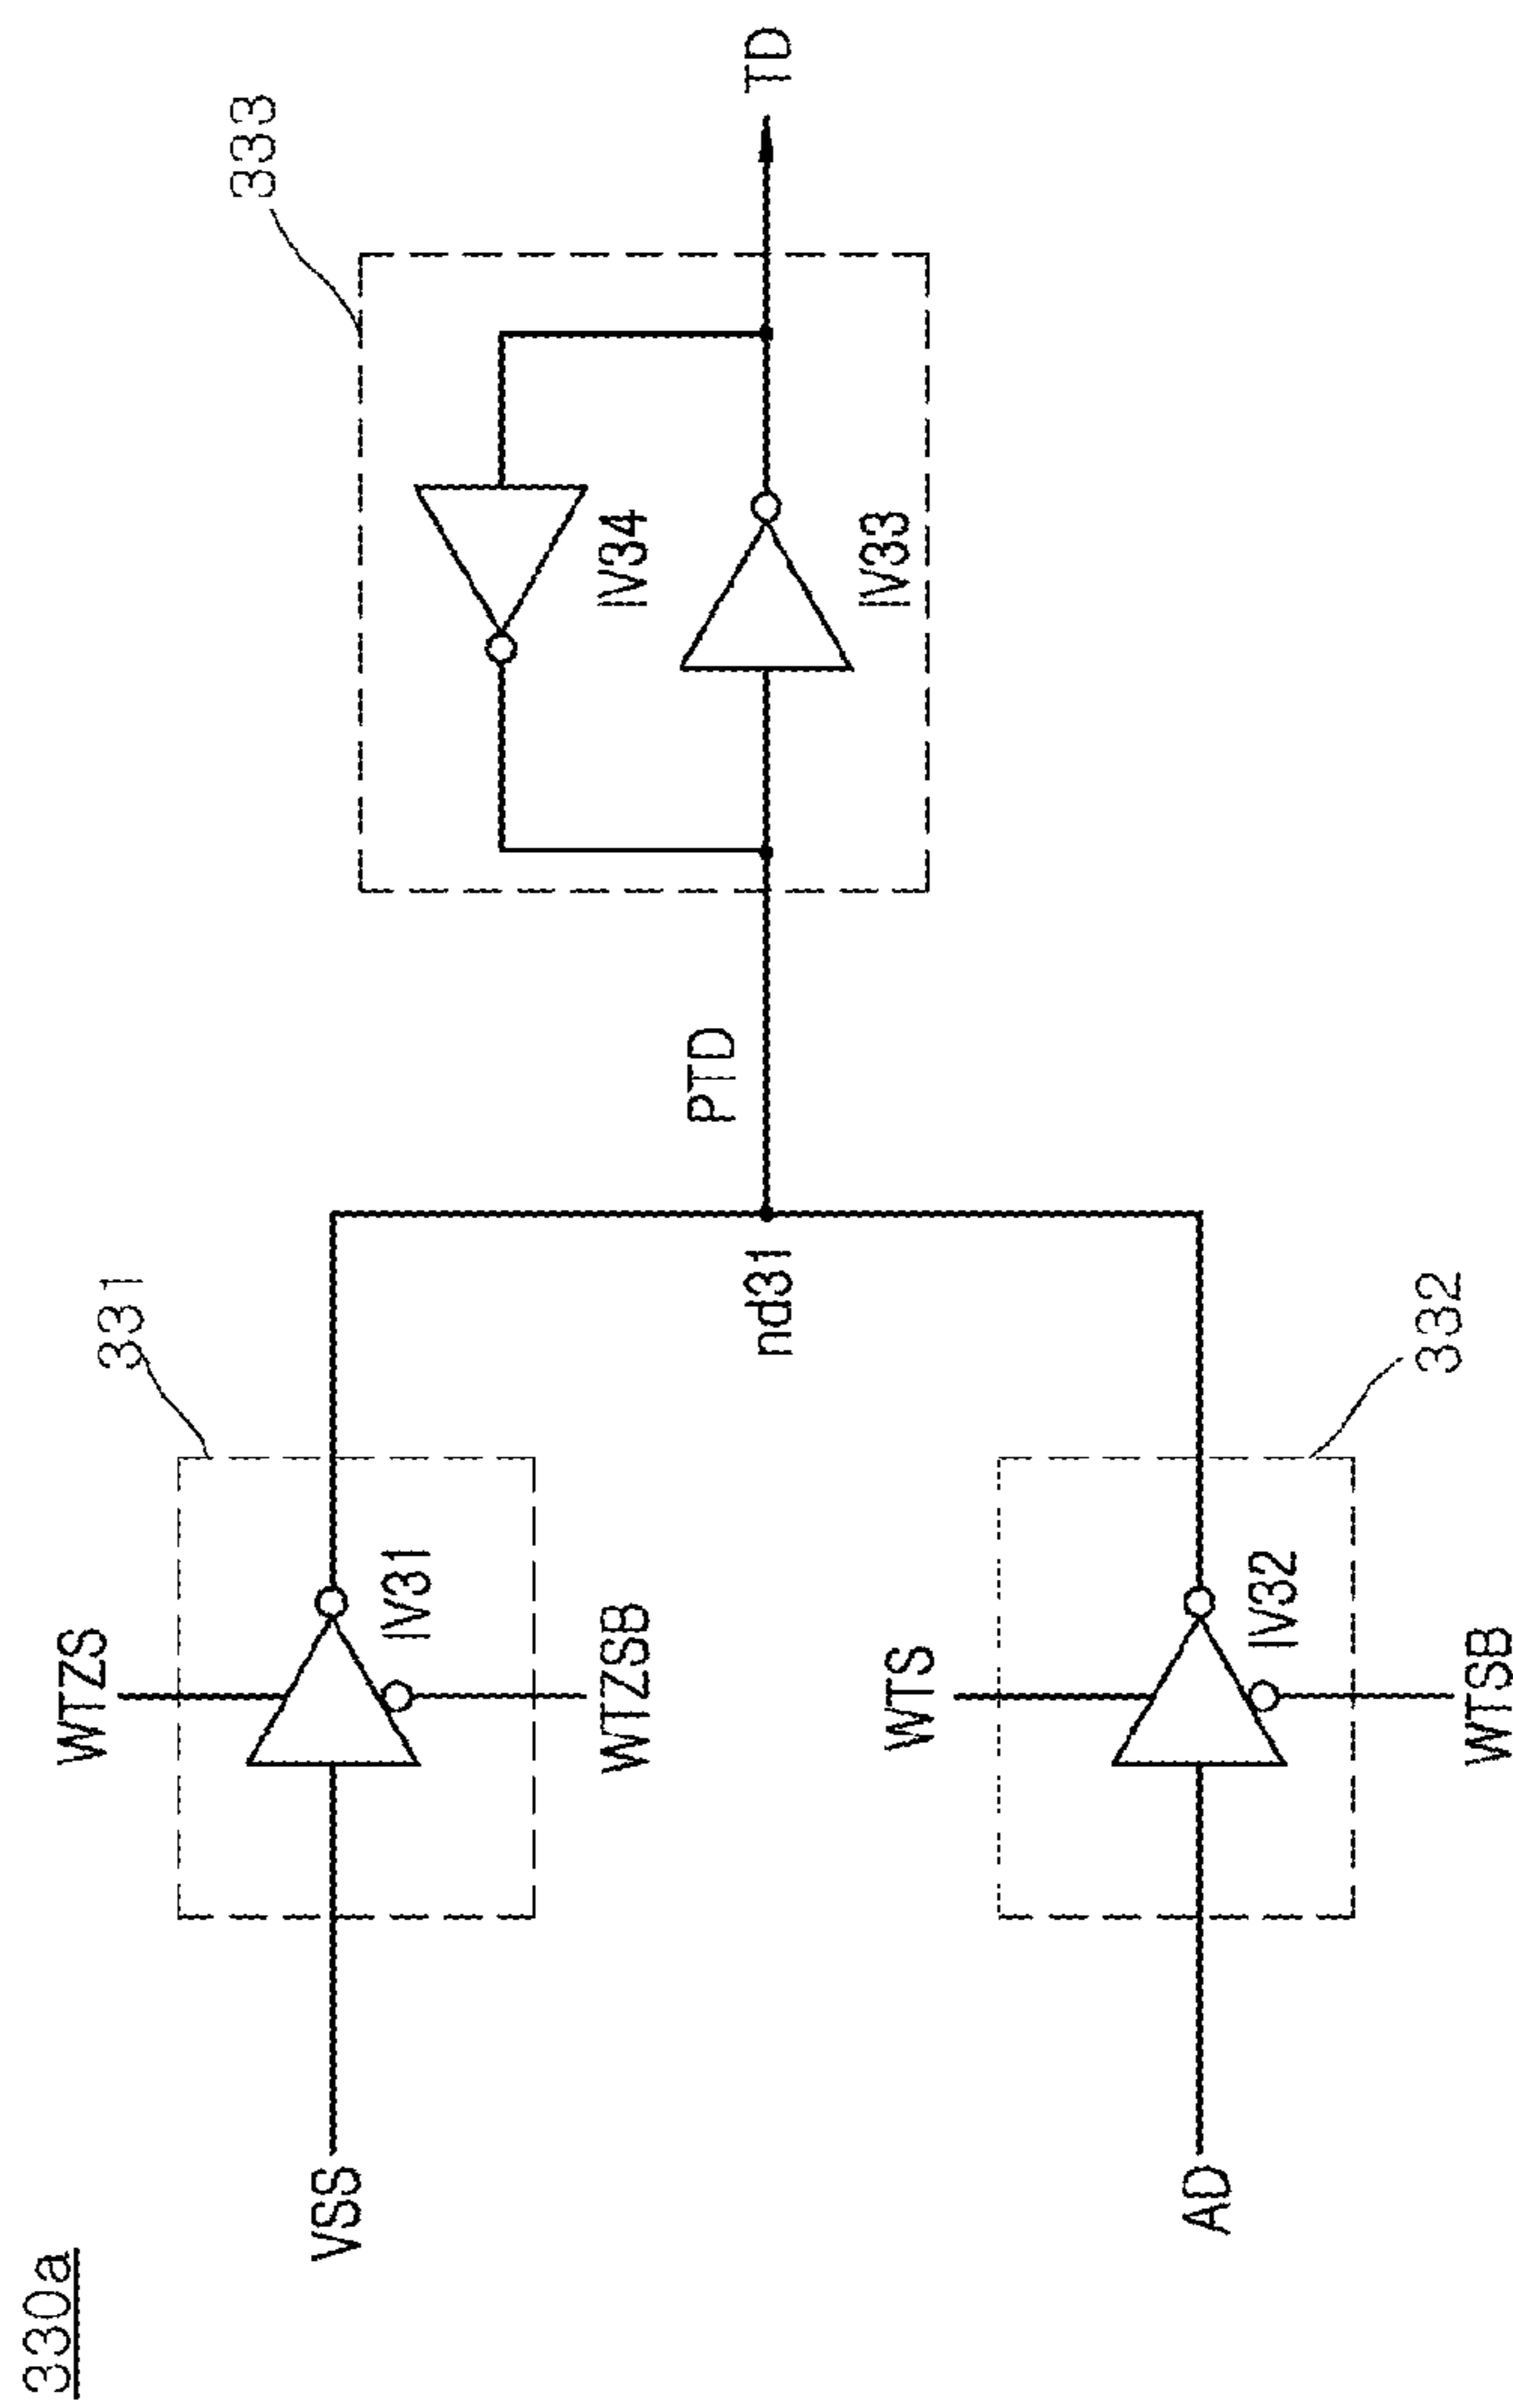 330a
WTZS
331
VSS
IV31
WTZSB
nd31
PTD
333
IV34
IV33
TD
WTS
332
AD
IV32
WTSB